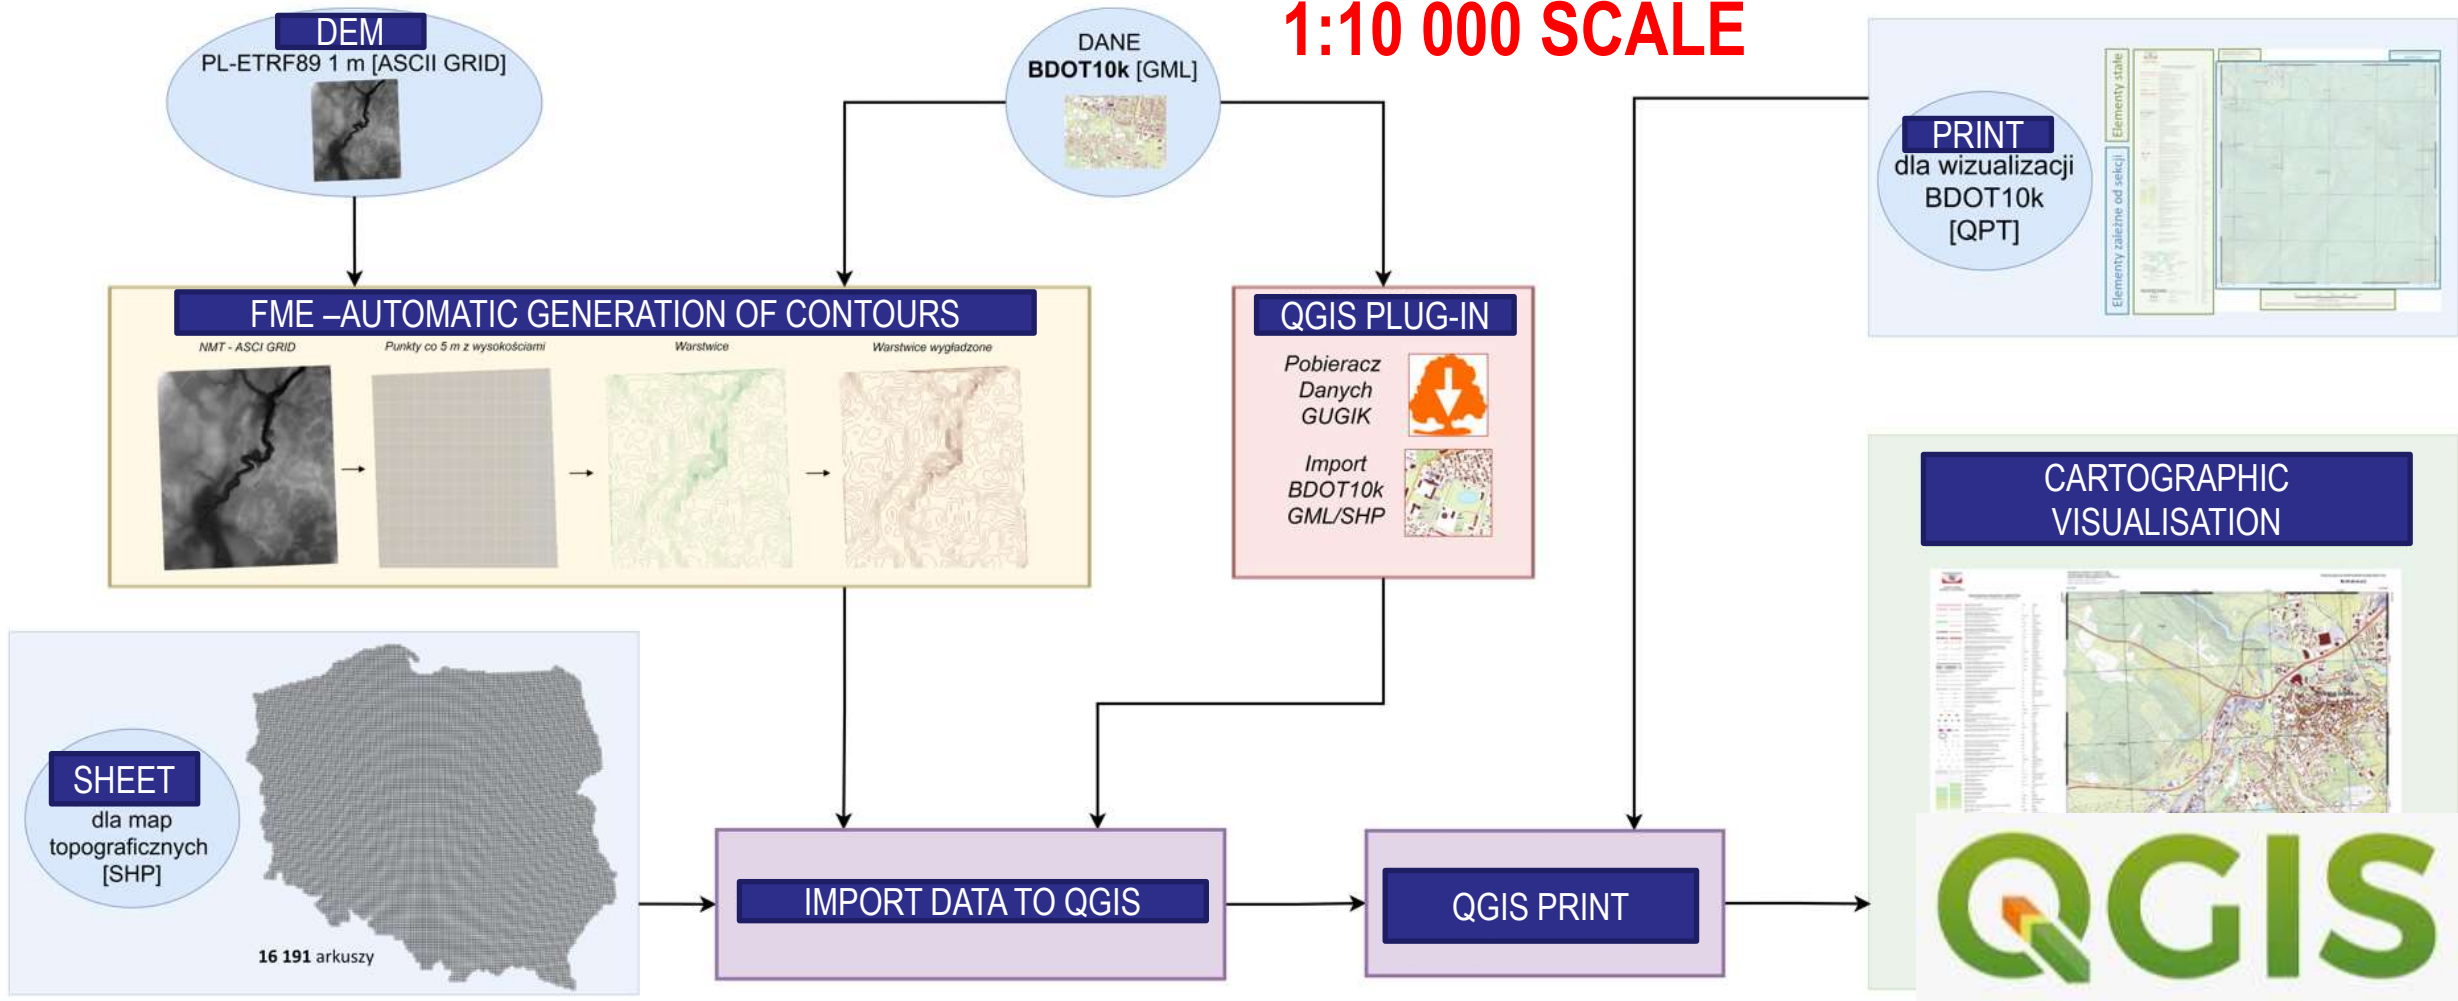 1:10 000 SCALE
DEM
PL-ETRF89 1 m [ASCII GRID]
DANE
BDOT10k [GML]
PRINT
dla wizualizacji
BDOT10k
[QPT]
Elementy stałe
Elementy zależne od sekcji
FME –AUTOMATIC GENERATION OF CONTOURS
NMT - ASCI GRID
Punkty co 5 m z wysokościami
Warstwice
Warstwice wygładzone
QGIS PLUG-IN
Pobieracz
Danych
GUGIK
Import
BDOT10k
GML/SHP
CARTOGRAPHIC
VISUALISATION
SHEET
dla map
topograficznych
[SHP]
16 191 arkuszy
IMPORT DATA TO QGIS
QGIS PRINT
QGIS